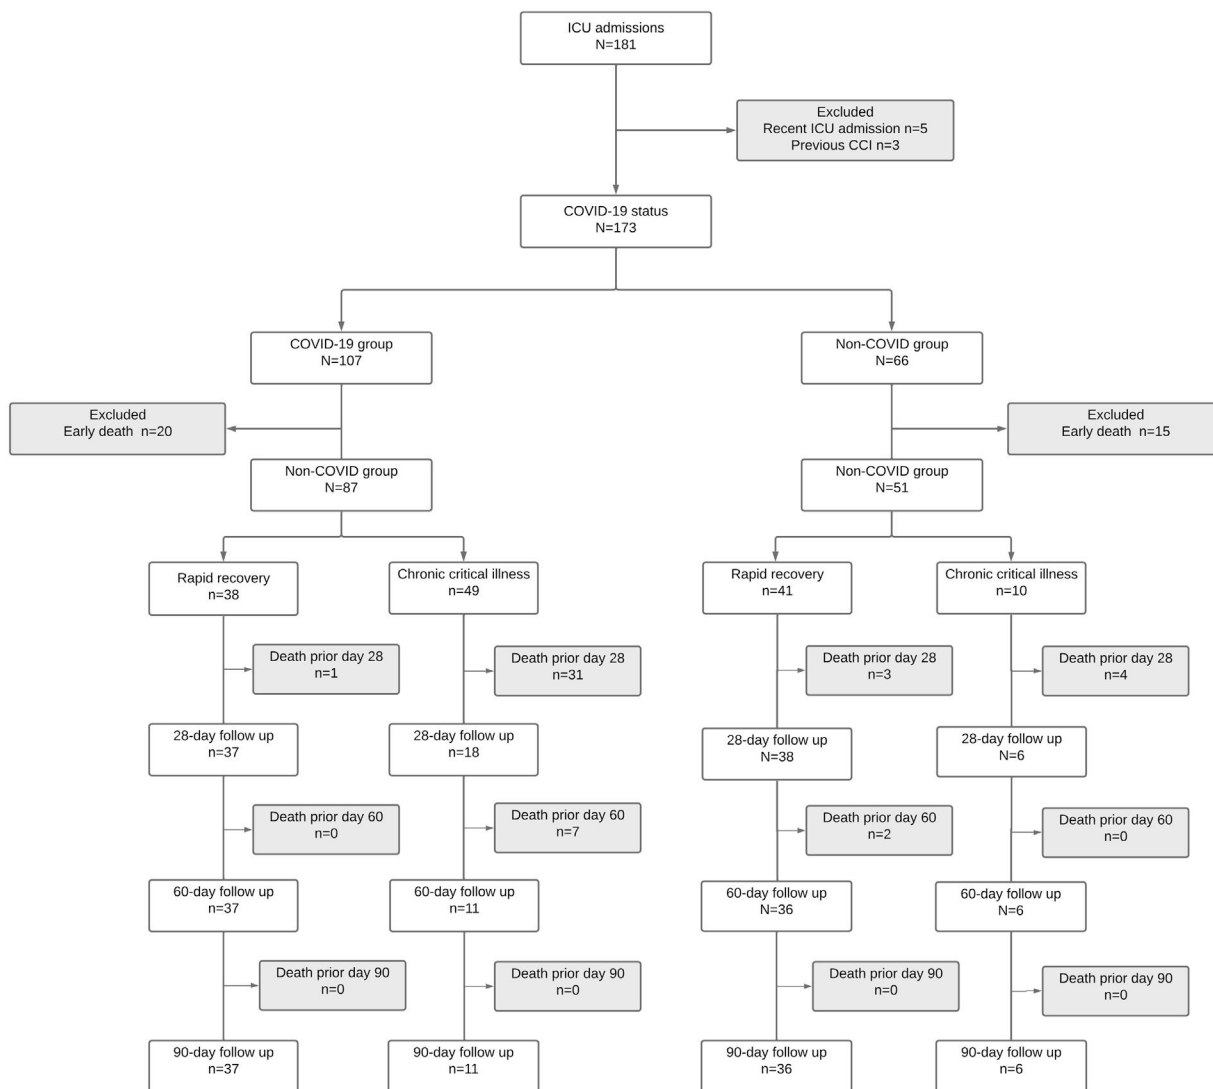 ICU admissions
N=181
Excluded
Recent ICU admission n=5
Previous CCI n=3
COVID-19 status
N=173
COVID-19 group
N=107
Non-COVID group
N=66
Excluded
Early death n=20
Excluded
Early death n=15
Non-COVID group
N=87
Non-COVID group
N=51
Rapid recovery
n=38
Chronic critical illness
n=49
Rapid recovery
n=41
Chronic critical illness
n=10
Death prior day 28
n=1
Death prior day 28
n=31
Death prior day 28
n=3
Death prior day 28
n=4
28-day follow up
n=37
28-day follow up
n=18
28-day follow up
N=38
28-day follow up
N=6
Death prior day 60
n=0
Death prior day 60
n=7
Death prior day 60
n=2
Death prior day 60
n=0
60-day follow up
n=37
60-day follow up
n=11
60-day follow up
N=36
60-day follow up
N=6
Death prior day 90
n=0
Death prior day 90
n=0
Death prior day 90
n=0
Death prior day 90
n=0
90-day follow up
n=37
90-day follow up
n=11
90-day follow up
n=36
90-day follow up
n=6